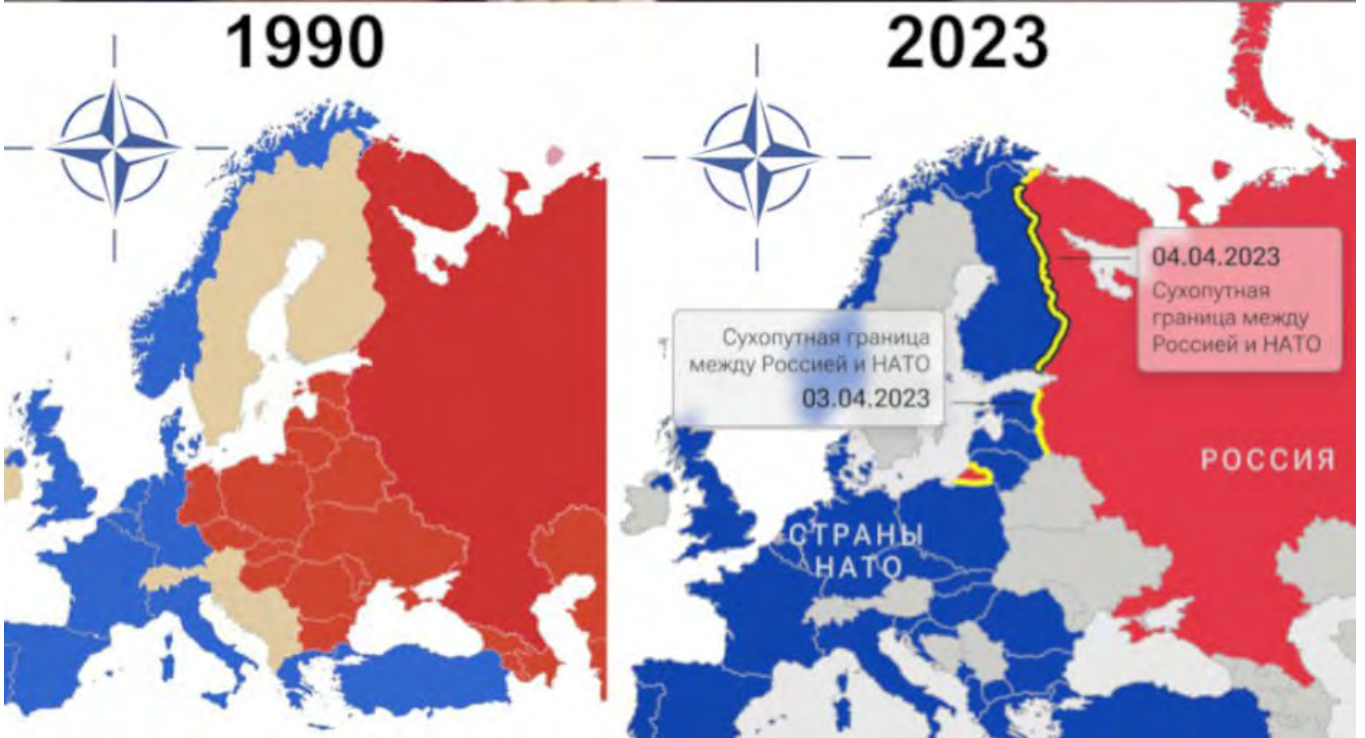 1990
2023
04.04.2023
Сухопутная
граница между
Россией и НАТО
Сухопутная граница
между Россией и НАТО
03.04.2023
РОССИЯ
СТРАНЫ
НАТО